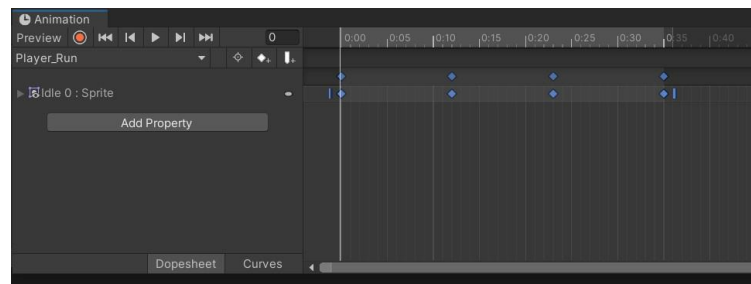 Animation
Preview 0 0:00 0:05 0:10 0:15 0:20 0:25 0:30 0:35 0:40
Player_Run
Idle 0 : Sprite
Add Property
Dopesheet Curves